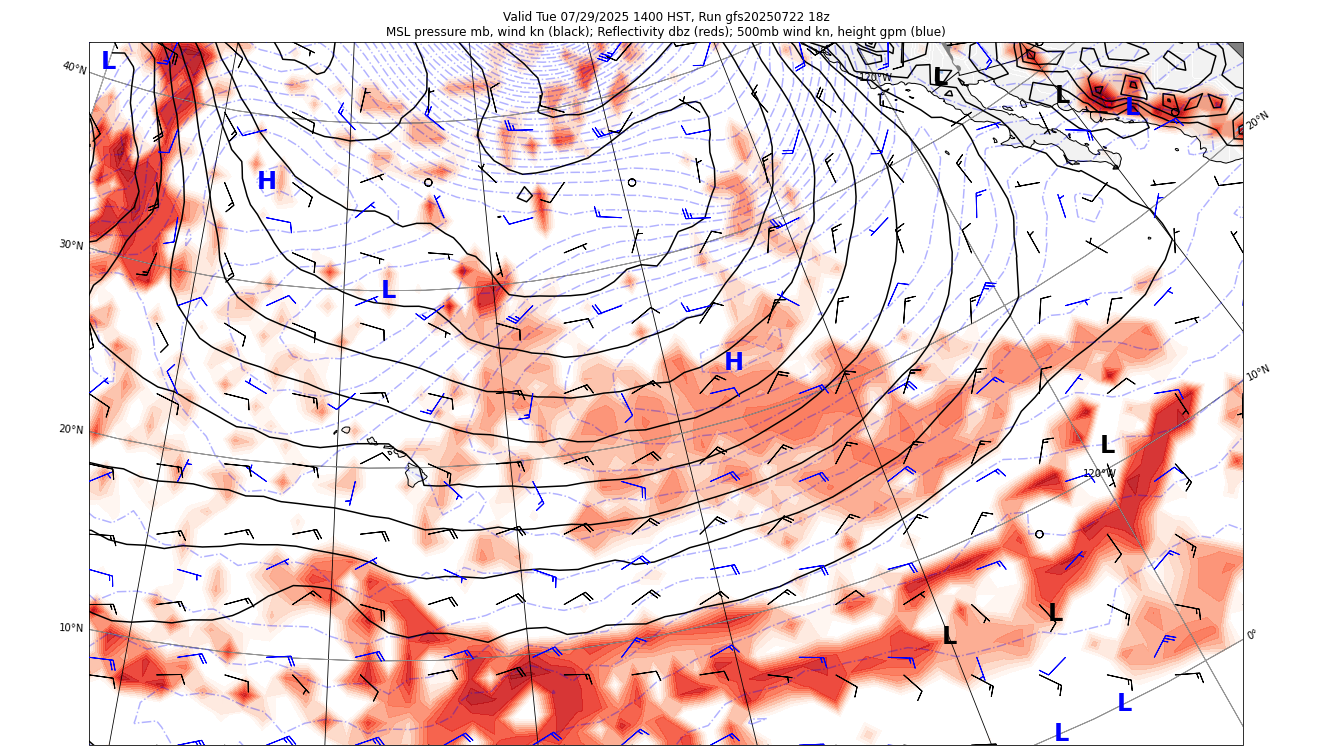 Valid Tue 07/29/2025 1400 HST, Run gfs20250722 18z
MSL pressure mb, wind kn (black); Reflectivity dbz (reds); 500mb wind kn, height gpm (blue)
L
40°N
120°W
L
L
L
20°N
H
30°N
L
H
10°N
20°N
L
120°W
10°N
L
L
0°
L
L